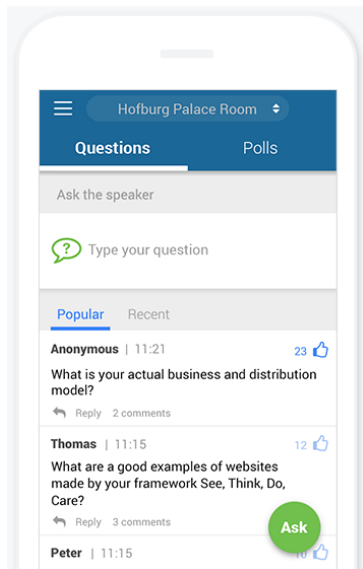 Hofburg Palace Room
Questions Polls
Ask the speaker
? Type your question
Popular Recent
Anonymous | 11:21 23
What is your actual business and distribution
model?
Reply 2 comments
Thomas | 11:15 12
What are a good examples of websites
made by your framework See, Think, Do,
Care?
Reply 3 comments
Ask
Peter | 11:15 10